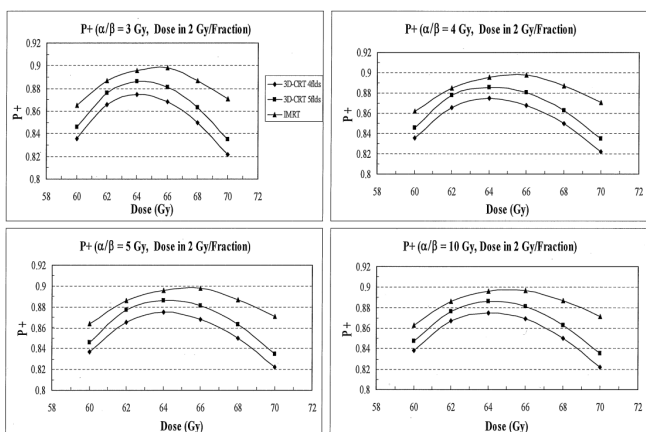 P+ (α/β = 3 Gy, Dose in 2 Gy/Fraction)
0.92
0.9
0.88
0.86
0.84
0.82
0.8
P+
58 60 62 64 66 68 70 72
Dose (Gy)
3D-CRT 4flds
3D-CRT 5flds
IMRT
P+ (α/β = 4 Gy, Dose in 2 Gy/Fraction)
0.92
0.9
0.88
0.86
0.84
0.82
0.8
P+
58 60 62 64 66 68 70 72
Dose (Gy)
P+ (α/β = 5 Gy, Dose in 2 Gy/Fraction)
0.92
0.9
0.88
0.86
0.84
0.82
0.8
P+
58 60 62 64 66 68 70 72
Dose (Gy)
P+ (α/β = 10 Gy, Dose in 2 Gy/Fraction)
0.92
0.9
0.88
0.86
0.84
0.82
0.8
P+
58 60 62 64 66 68 70 72
Dose (Gy)